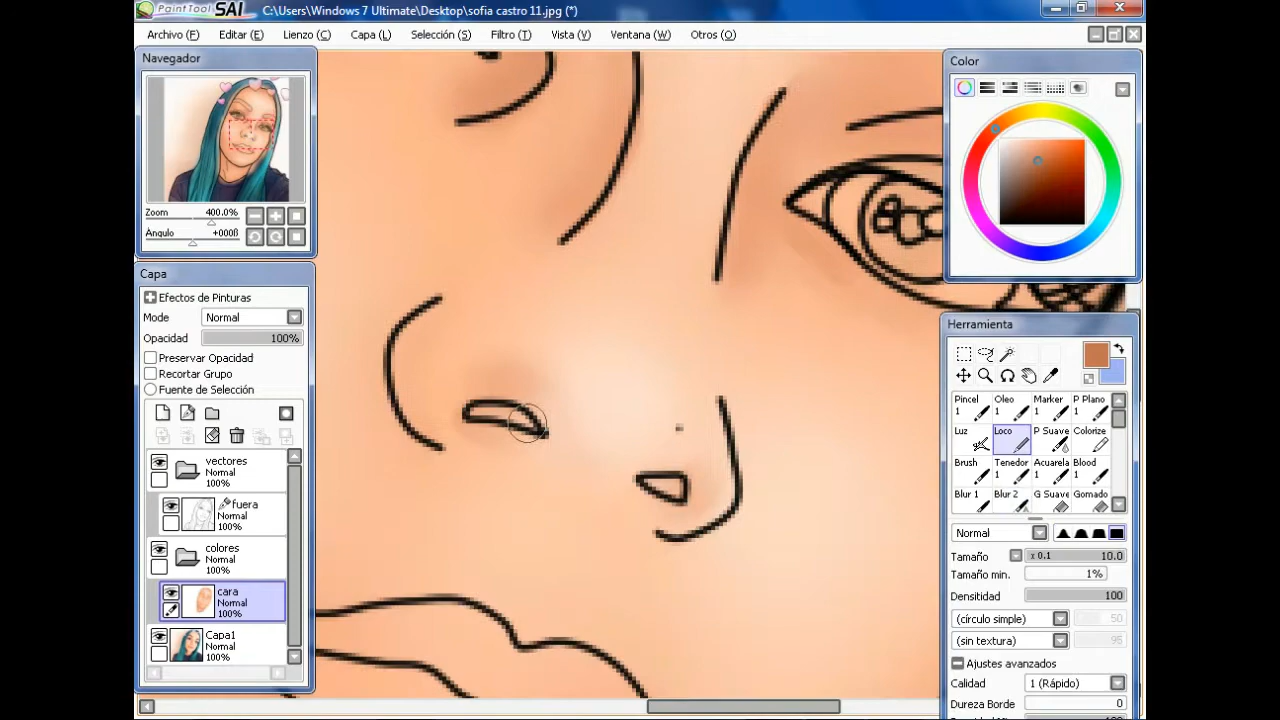 PaintTool SAI C:\Users\Windows 7 Ultimate\Desktop\sofia castro 11.jpg (*)
Archivo (F) Editar (E) Lienzo (C) Capa (L) Selección (S) Filtro (T) Vista (V) Ventana (W) Otros (O)
Navegador
Zoom 400.0%
Ángulo +000ß
Capa
Efectos de Pinturas
Mode Normal
Opacidad 100%
Preservar Opacidad
Recortar Grupo
Fuente de Selección
vectores
Normal
100%
fuera
Normal
100%
colores
Normal
100%
cara
Normal
100%
Capa1
Normal
100%
Color
Herramienta
Pincel Oleo Marker P Plano
1 1 1 1
Luz Loco P Suave Colorize
Brush Tenedor Acuarela Blood
1 1
Blur 1 Blur 2 G Suave Gomado
Normal
Tamaño x 0.1 10.0
Tamaño min. 1%
Densitidad 100
(círculo simple) 50
(sin textura) 95
Ajustes avanzados
Calidad 1 (Rápido)
Dureza Borde 0